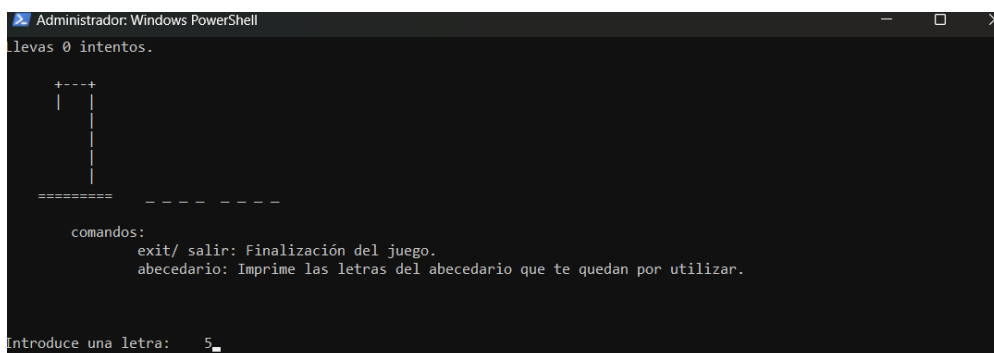 Administrador: Windows PowerShell
Llevas 0 intentos.
+---+
|   |
|
|
|
|
=========    _ _ _ _  _ _ _ _
comandos:
exit/ salir: Finalización del juego.
abecedario: Imprime las letras del abecedario que te quedan por utilizar.
Introduce una letra:    5_